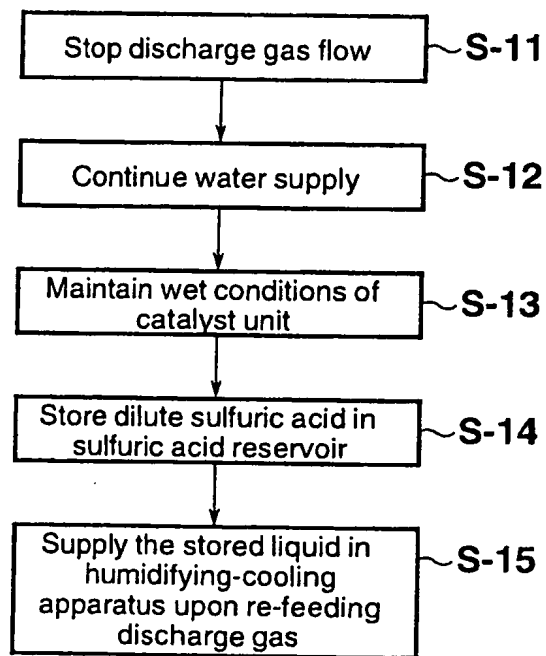 Stop discharge gas flow
S-11
Continue water supply
S-12
Maintain wet conditions of
catalyst unit
S-13
Store dilute sulfuric acid in
sulfuric acid reservoir
S-14
Supply the stored liquid in
humidifying-cooling
apparatus upon re-feeding
discharge gas
S-15